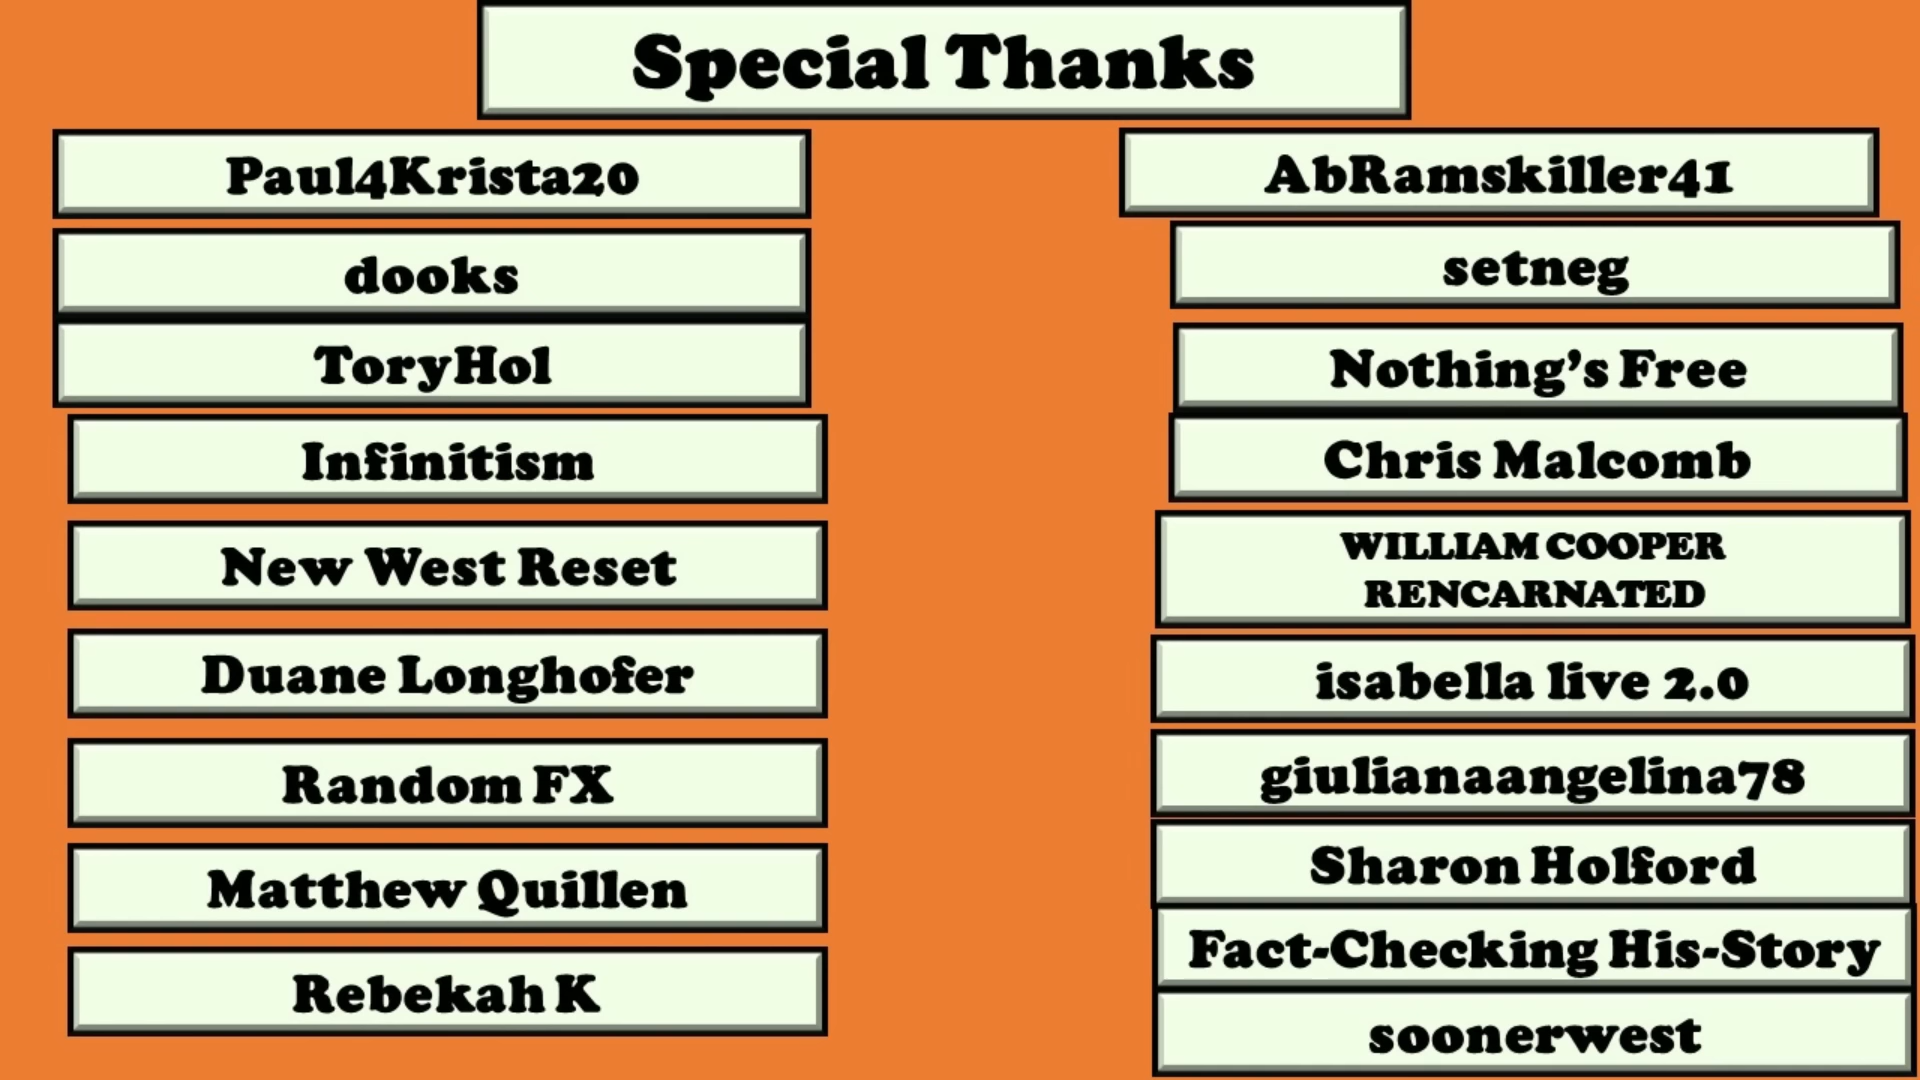 Special Thanks
Paul4Krista20
dooks
ToryHol
Infinitism
New West Reset
Duane Longhofer
Random FX
Matthew Quillen
Rebekah K
AbRamskiller41
setneg
Nothing’s Free
Chris Malcomb
WILLIAM COOPER
RENCARNATED
isabella live 2.0
giulianaangelina78
Sharon Holford
Fact-Checking His-Story
soonerwest